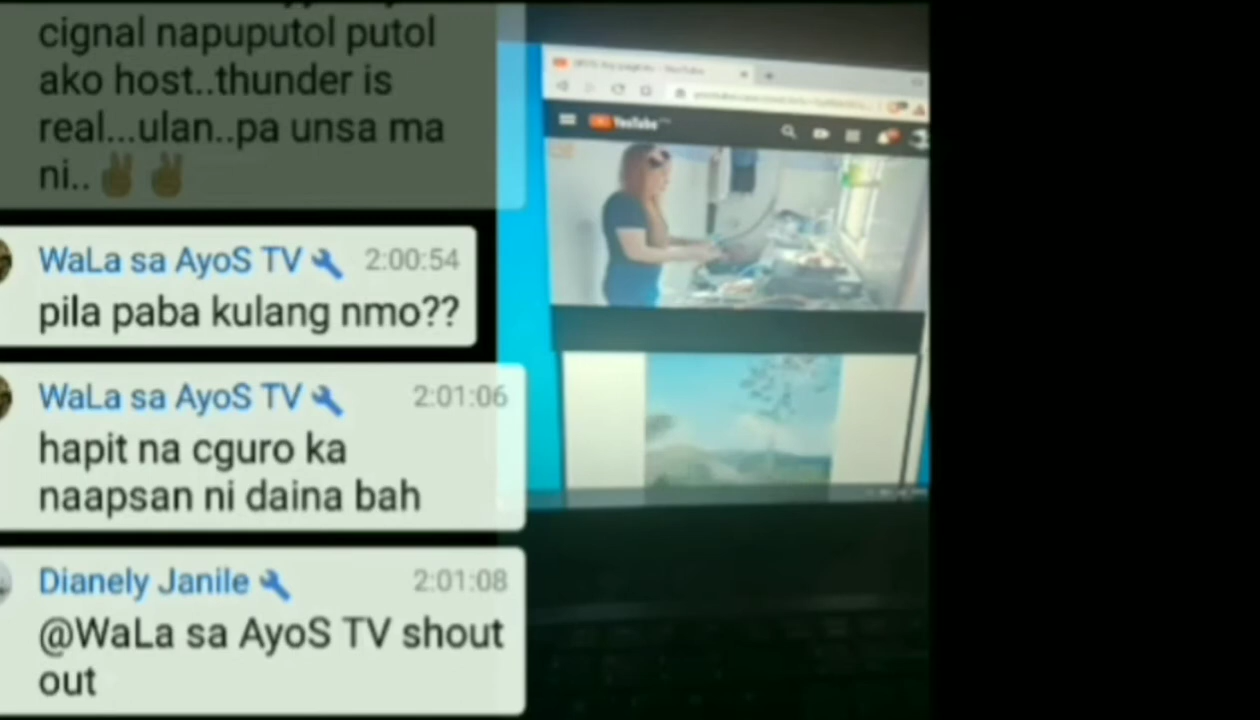 cignal napuputol putol
ako host..thunder is
real...ulan..pa unsa ma
ni..✌✌
WaLa sa AyoS TV 2:00:54
pila paba kulang nmo??
WaLa sa AyoS TV 2:01:06
hapit na cguro ka
naapsan ni daina bah
Dianely Janile 2:01:08
@WaLa sa AyoS TV shout
out
YouTube